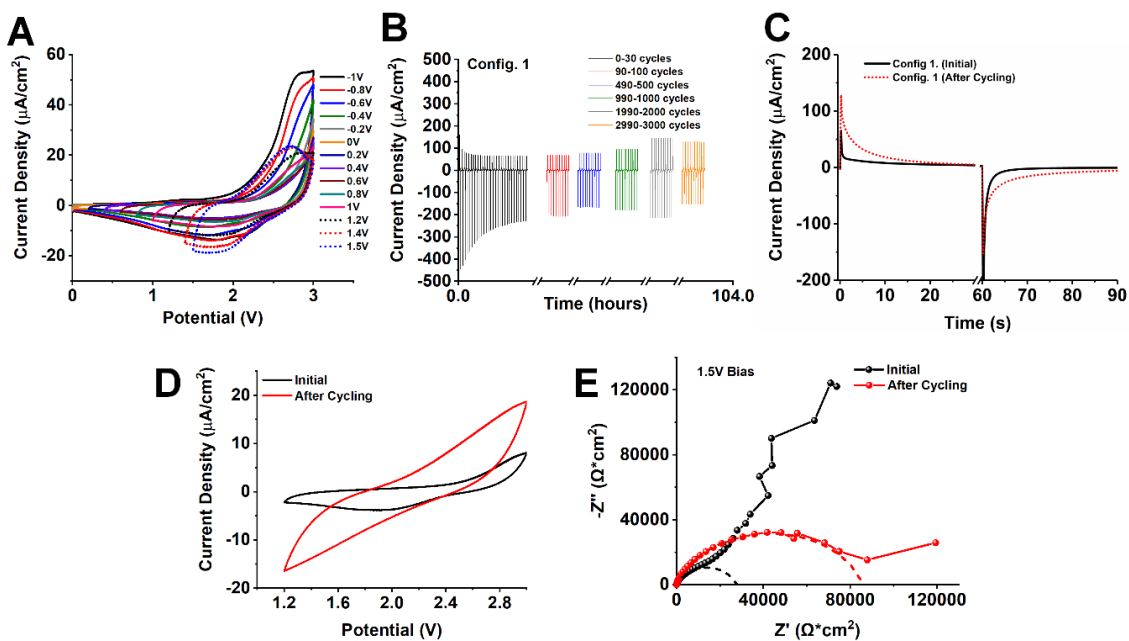 A
Current Density (µA/cm²)
60
40
20
0
-20
0
1
2
3
Potential (V)
-1V
-0.8V
-0.6V
-0.4V
-0.2V
0V
0.2V
0.4V
0.6V
0.8V
1V
1.2V
1.4V
1.5V
B
Current Density (µA/cm²)
500
400
300
200
100
0
-100
-200
-300
-400
-500
Config. 1
0-30 cycles
90-100 cycles
490-500 cycles
990-1000 cycles
1990-2000 cycles
2990-3000 cycles
0.0
104.0
Time (hours)
C
Current Density (µA/cm²)
200
100
0
-100
-200
Config 1. (Initial)
Config. 1 (After Cycling)
0
10
20
30
60
70
80
90
Time (s)
D
Current Density (µA/cm²)
20
10
0
-10
-20
Initial
After Cycling
1.2
1.6
2.0
2.4
2.8
Potential (V)
E
-Z'' (Ω*cm²)
120000
80000
40000
0
1.5V Bias
Initial
After Cycling
0
40000
80000
120000
Z' (Ω*cm²)